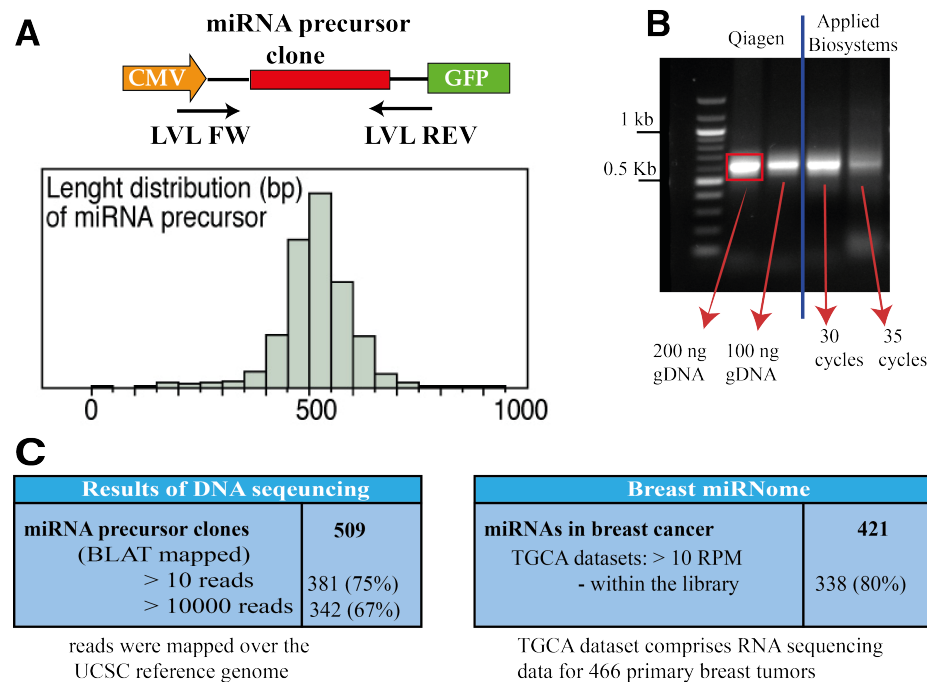 A
miRNA precursor
clone
CMV
GFP
LVL FW
LVL REV
Lenght distribution (bp)
of miRNA precursor
0
500
1000
B
Qiagen
Applied
Biosystems
1 kb
0.5 Kb
200 ng
gDNA
100 ng
gDNA
30
cycles
35
cycles
C
Results of DNA seqeuncing
miRNA precursor clones 509
(BLAT mapped)
> 10 reads 381 (75%)
> 10000 reads 342 (67%)
reads were mapped over the
UCSC reference genome
Breast miRNome
miRNAs in breast cancer 421
TGCA datasets: > 10 RPM
- within the library 338 (80%)
TGCA dataset comprises RNA sequencing
data for 466 primary breast tumors